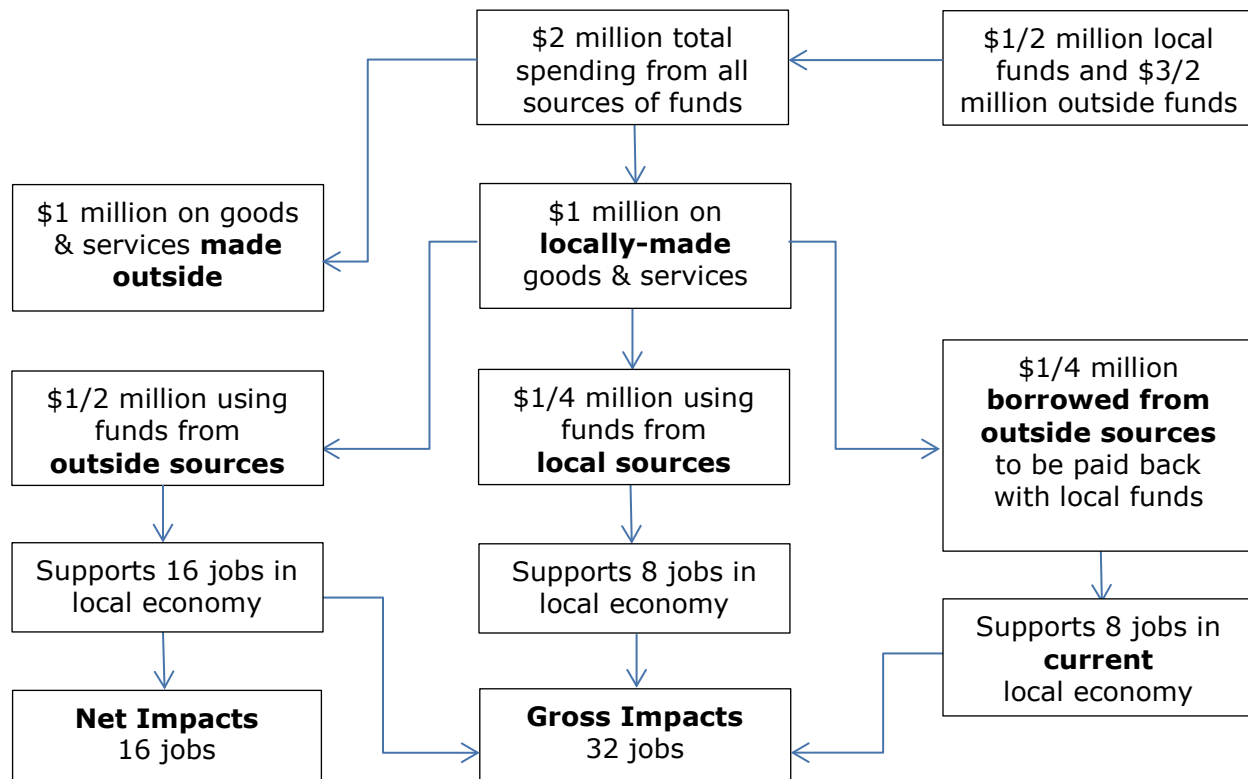 $2 million total
spending from all
sources of funds
$1/2 million local
funds and $3/2
million outside funds
$1 million on goods
& services made
outside
$1 million on
locally-made
goods & services
$1/2 million using
funds from
outside sources
$1/4 million using
funds from
local sources
$1/4 million
borrowed from
outside sources
to be paid back
with local funds
Supports 16 jobs in
local economy
Supports 8 jobs in
local economy
Supports 8 jobs in
current
local economy
Net Impacts
16 jobs
Gross Impacts
32 jobs